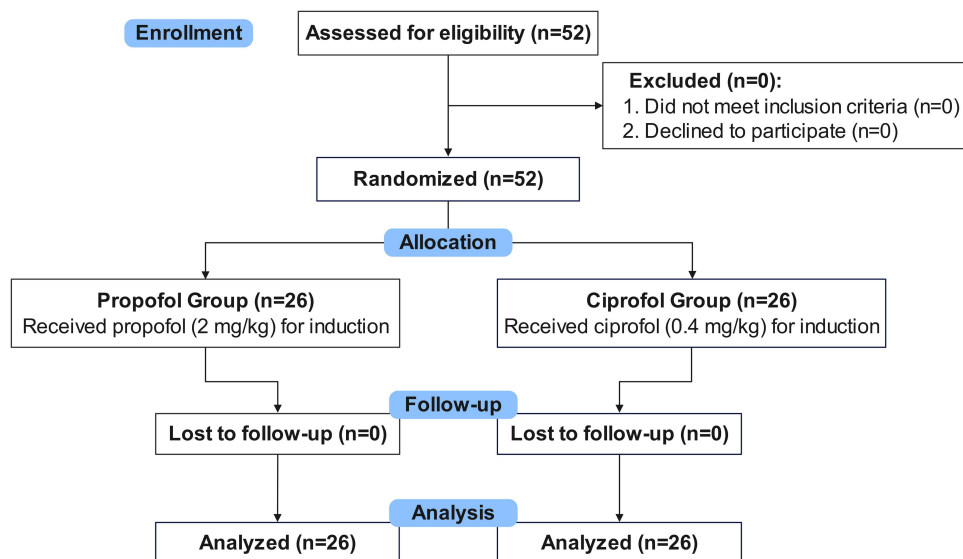 Enrollment
Assessed for eligibility (n=52)
Excluded (n=0):
1. Did not meet inclusion criteria (n=0)
2. Declined to participate (n=0)
Randomized (n=52)
Allocation
Propofol Group (n=26)
Received propofol (2 mg/kg) for induction
Ciprofol Group (n=26)
Received ciprofol (0.4 mg/kg) for induction
Follow-up
Lost to follow-up (n=0)
Lost to follow-up (n=0)
Analysis
Analyzed (n=26)
Analyzed (n=26)